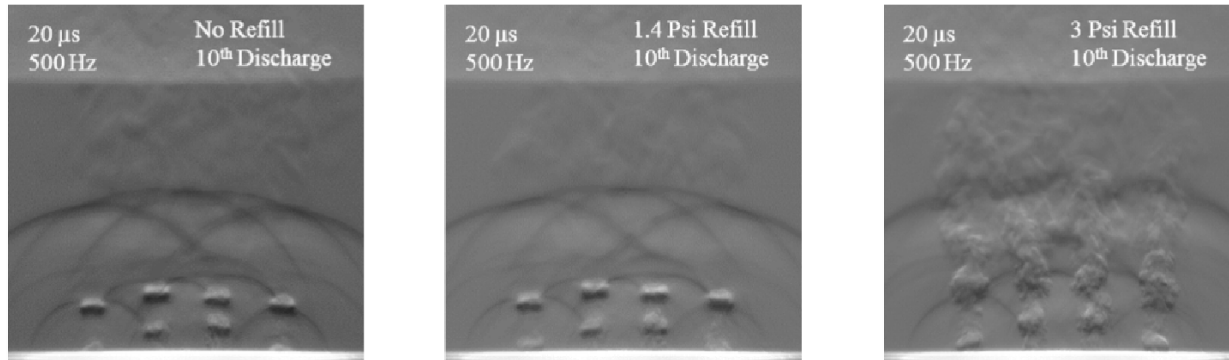 20 μs
500 Hz
No Refill
10th Discharge
20 μs
500 Hz
1.4 Psi Refill
10th Discharge
20 μs
500 Hz
3 Psi Refill
10th Discharge